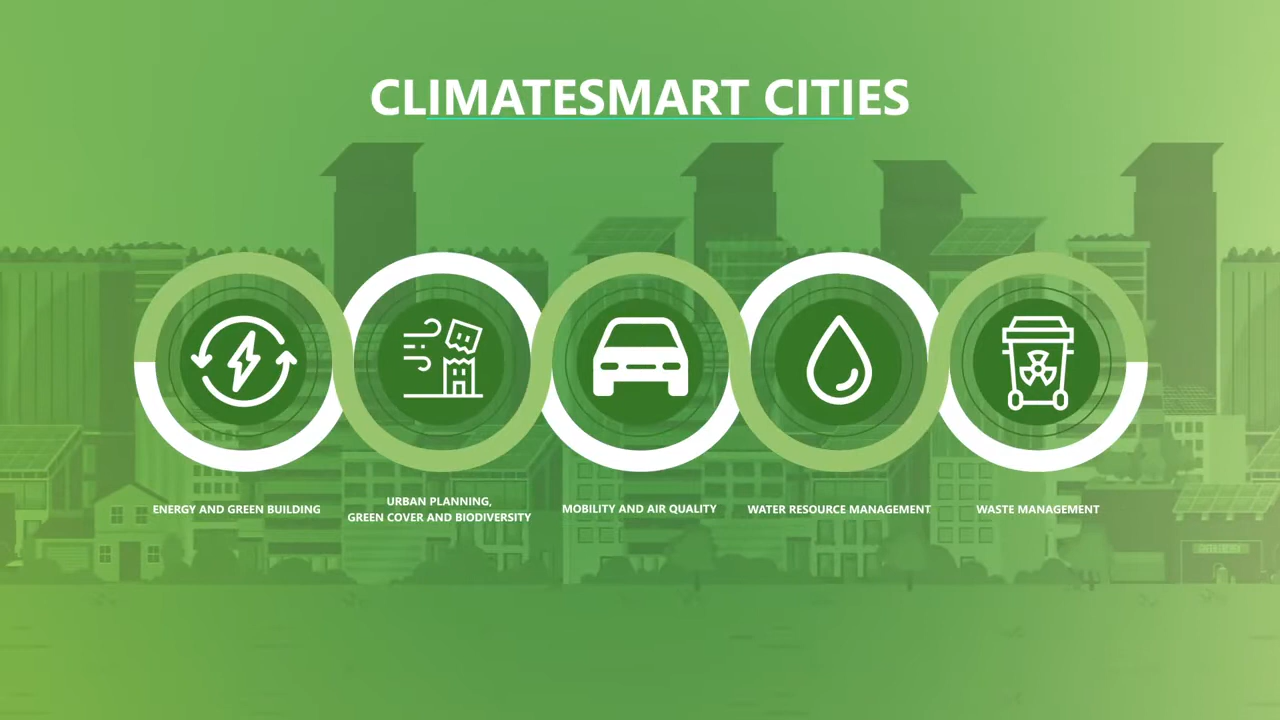 CLIMATESMART CITIES
ENERGY AND GREEN BUILDING
URBAN PLANNING,
GREEN COVER AND BIODIVERSITY
MOBILITY AND AIR QUALITY
WATER RESOURCE MANAGEMENT
WASTE MANAGEMENT